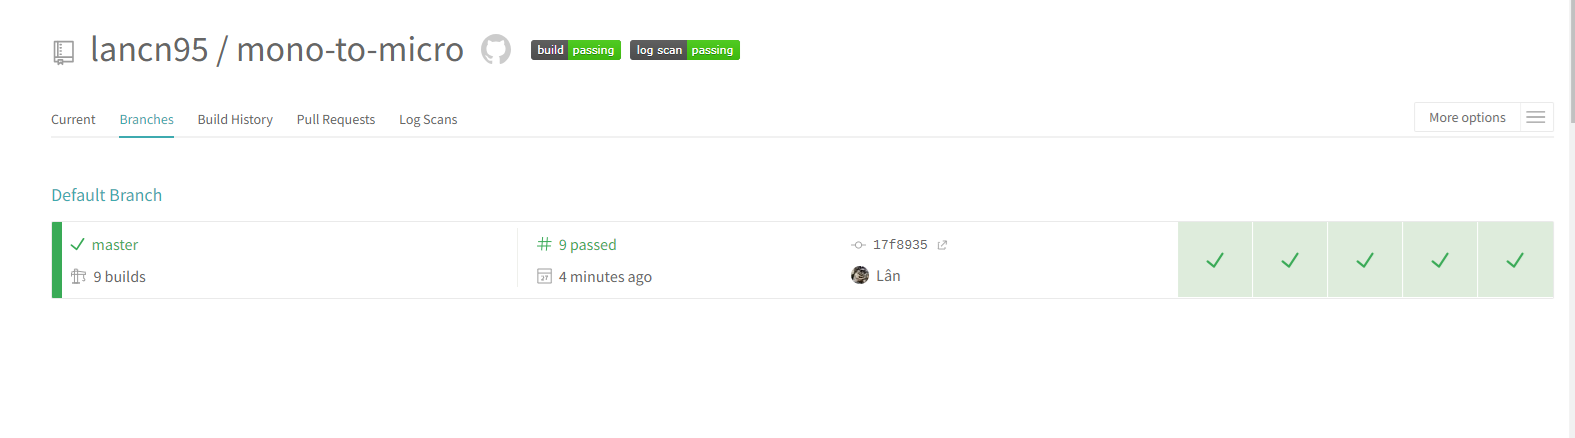 lancn95 / mono-to-micro build passing log scan passing
Current Branches Build History Pull Requests Log Scans More options
Default Branch
master # 9 passed 17f8935
9 builds 4 minutes ago Lân